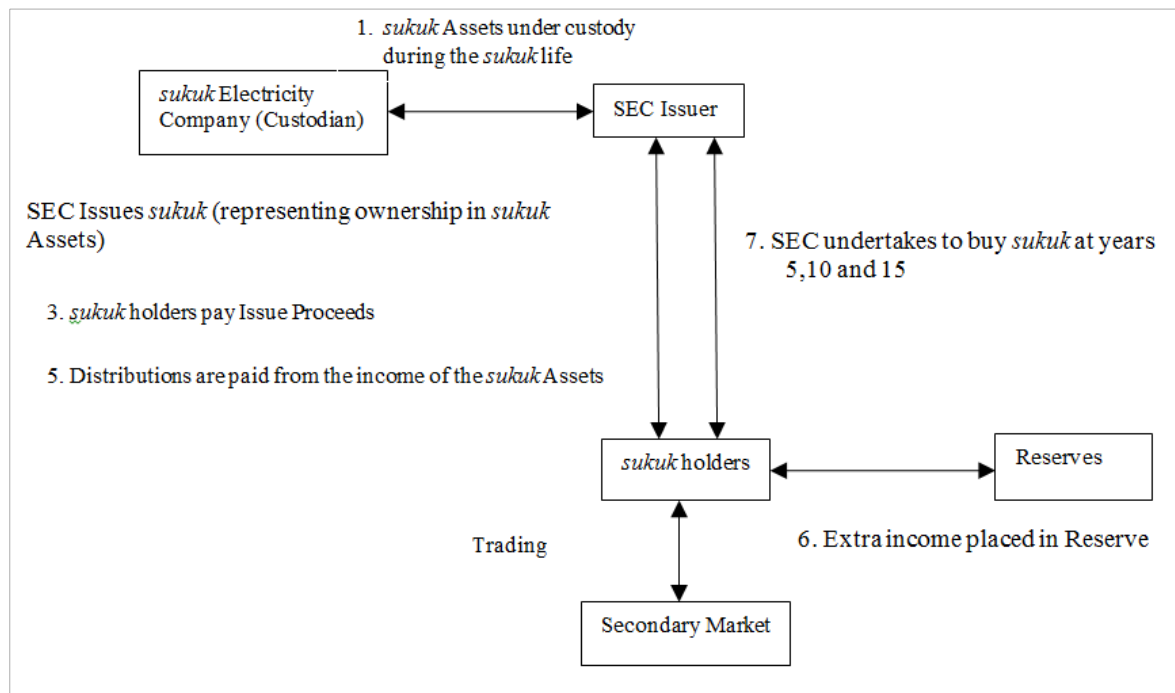 1. sukuk Assets under custody
during the sukuk life
sukuk Electricity
Company (Custodian)
SEC Issuer
SEC Issues sukuk (representing ownership in sukuk
Assets)
7. SEC undertakes to buy sukuk at years
5,10 and 15
3. sukuk holders pay Issue Proceeds
5. Distributions are paid from the income of the sukuk Assets
sukuk holders
Reserves
Trading
6. Extra income placed in Reserve
Secondary Market